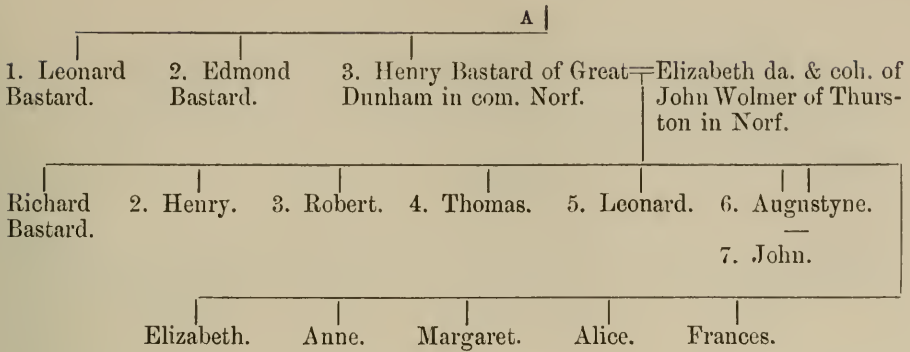 A
1. Leonard Bastard.
2. Edmond Bastard.
3. Henry Bastard of Great Dunham in com. Norf.
Elizabeth da. & coh. of John Wolmer of Thurs-
ton in Norf.
Richard Bastard.
2. Henry.
3. Robert.
4. Thomas.
5. Leonard.
6. Augustyne.
7. John.
Elizabeth.
Anne.
Margaret.
Alice.
Frances.